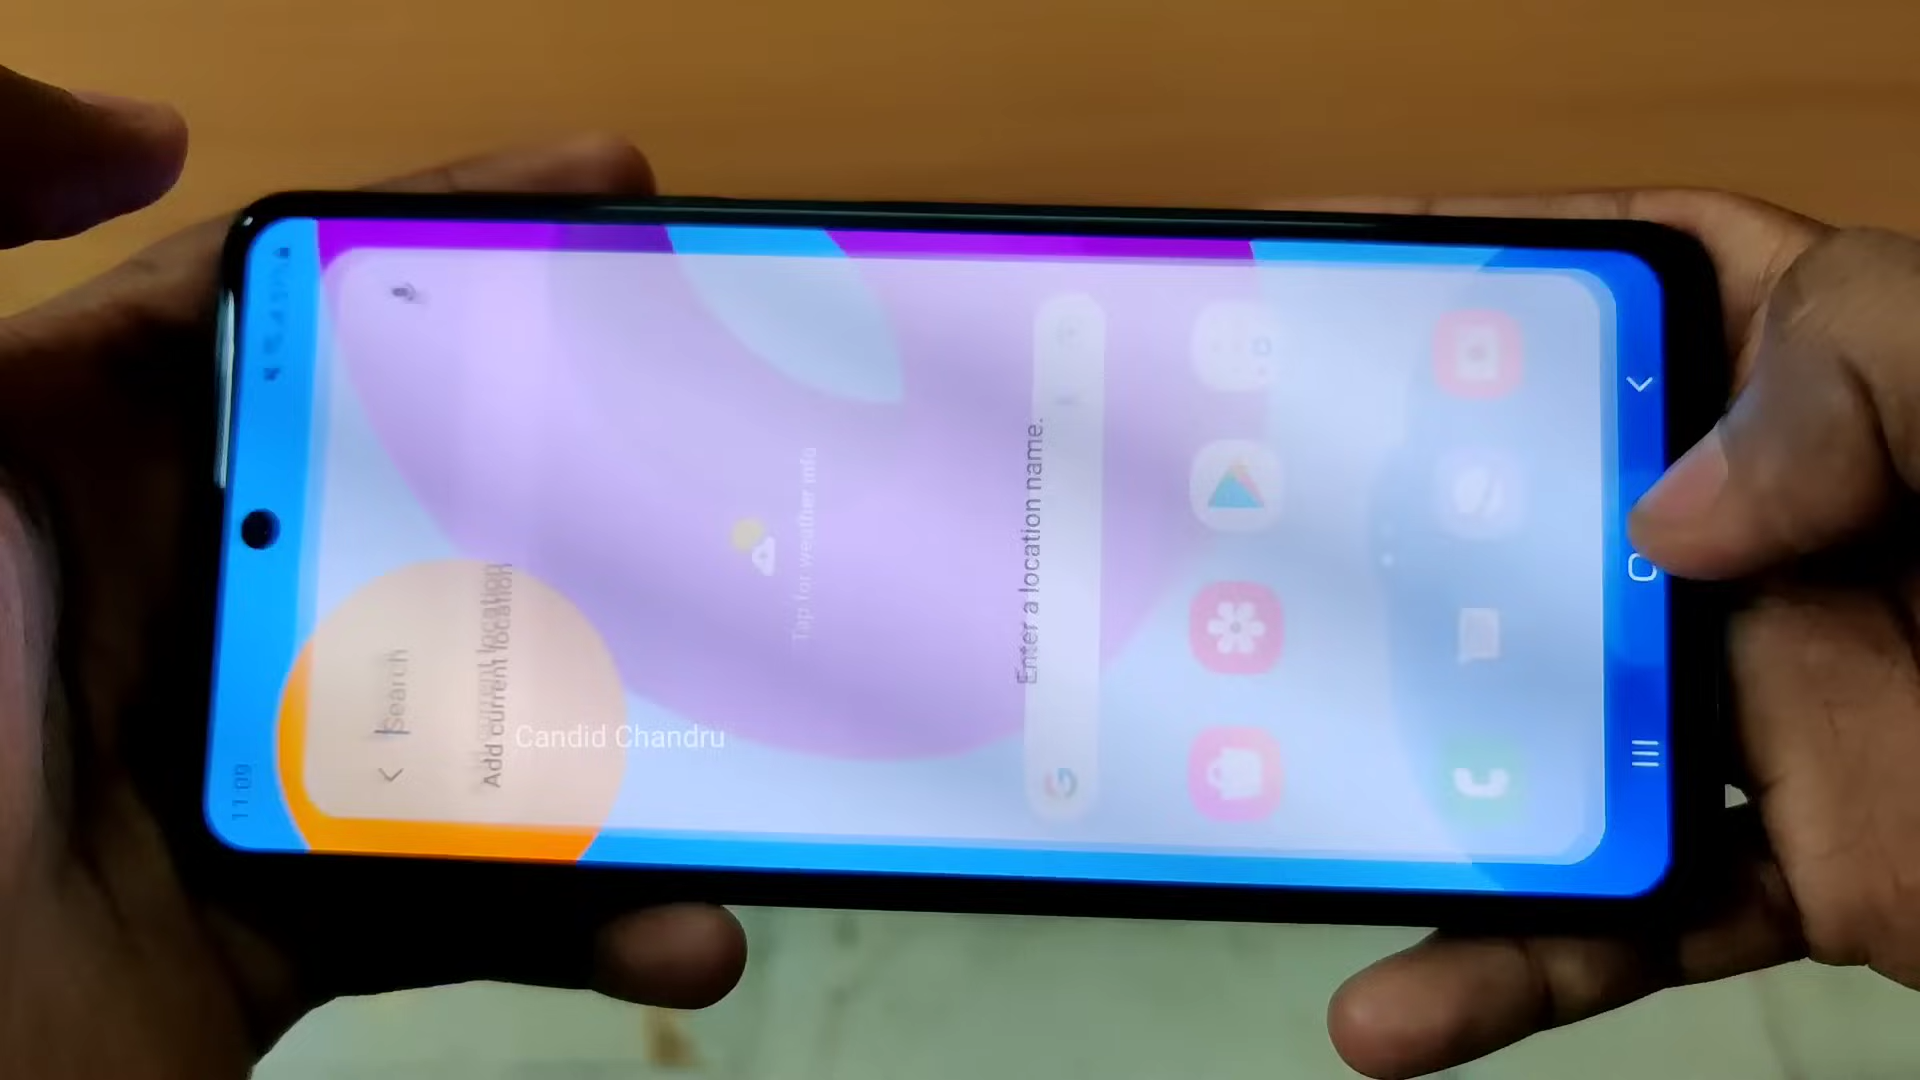 11:09
Search
Add current location
Candid Chandru
Tap for weather info
Enter a location name.